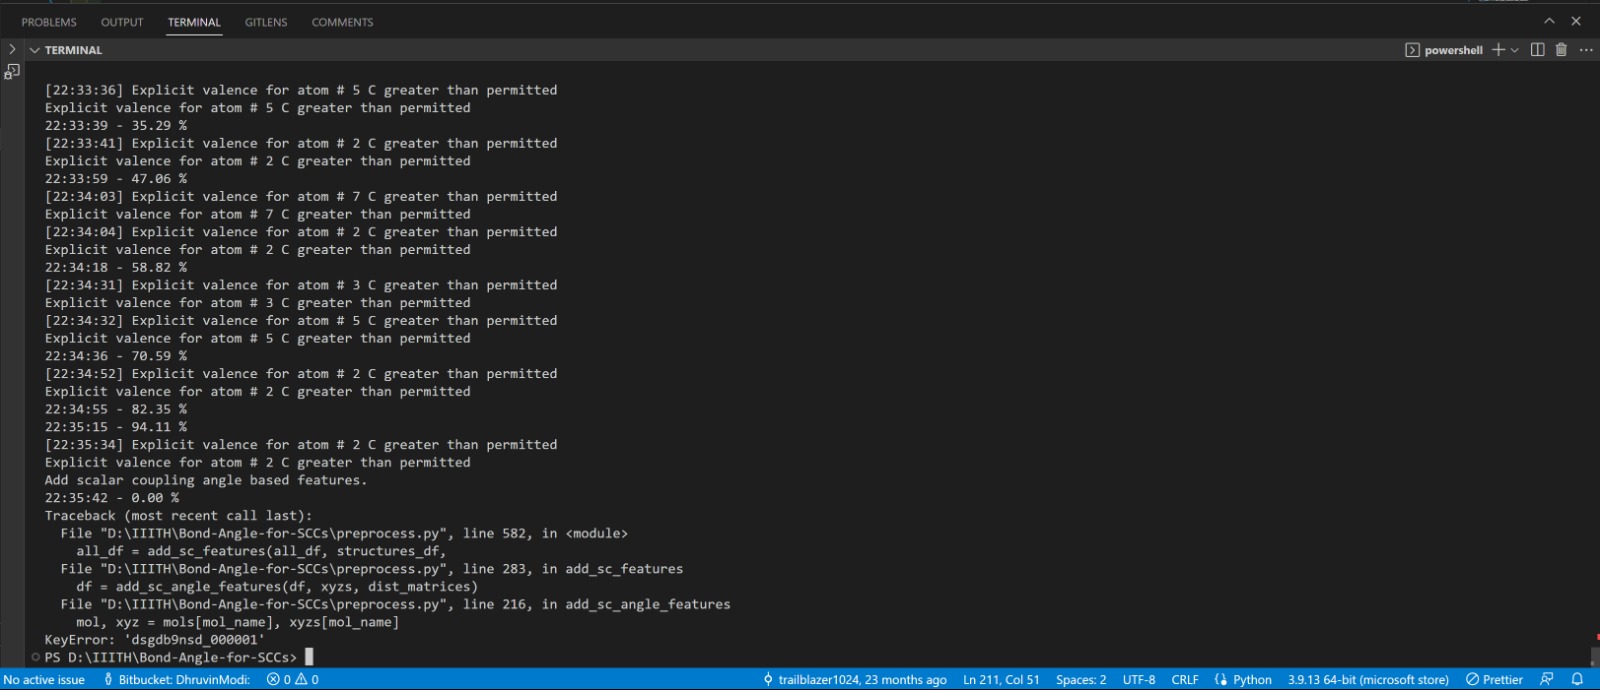 PROBLEMS OUTPUT TERMINAL GITLENS COMMENTS
TERMINAL powershell
[22:33:36] Explicit valence for atom # 5 C greater than permitted
Explicit valence for atom # 5 C greater than permitted
22:33:39 - 35.29 %
[22:33:41] Explicit valence for atom # 2 C greater than permitted
Explicit valence for atom # 2 C greater than permitted
22:33:59 - 47.06 %
[22:34:03] Explicit valence for atom # 7 C greater than permitted
Explicit valence for atom # 7 C greater than permitted
[22:34:04] Explicit valence for atom # 2 C greater than permitted
Explicit valence for atom # 2 C greater than permitted
22:34:18 - 58.82 %
[22:34:31] Explicit valence for atom # 3 C greater than permitted
Explicit valence for atom # 3 C greater than permitted
[22:34:32] Explicit valence for atom # 5 C greater than permitted
Explicit valence for atom # 5 C greater than permitted
22:34:36 - 70.59 %
[22:34:52] Explicit valence for atom # 2 C greater than permitted
Explicit valence for atom # 2 C greater than permitted
22:34:55 - 82.35 %
22:35:15 - 94.11 %
[22:35:34] Explicit valence for atom # 2 C greater than permitted
Explicit valence for atom # 2 C greater than permitted
Add scalar coupling angle based features.
22:35:42 - 0.00 %
Traceback (most recent call last):
  File "D:\IIITH\Bond-Angle-for-SCCs\preprocess.py", line 582, in <module>
    all_df = add_sc_features(all_df, structures_df,
  File "D:\IIITH\Bond-Angle-for-SCCs\preprocess.py", line 283, in add_sc_features
    df = add_sc_angle_features(df, xyzs, dist_matrices)
  File "D:\IIITH\Bond-Angle-for-SCCs\preprocess.py", line 216, in add_sc_angle_features
    mol, xyz = mols[mol_name], xyzs[mol_name]
KeyError: 'dsgdb9nsd_000001'
PS D:\IIITH\Bond-Angle-for-SCCs>
No active issue Bitbucket: DhruvinModi: 0 0 trailblazer1024, 23 months ago Ln 211, Col 51 Spaces: 2 UTF-8 CRLF Python 3.9.13 64-bit (microsoft store) Prettier